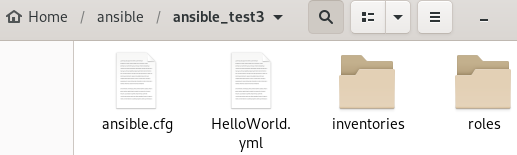 Home / ansible / ansible_test3
ansible.cfg
HelloWorld.
yml
inventories
roles